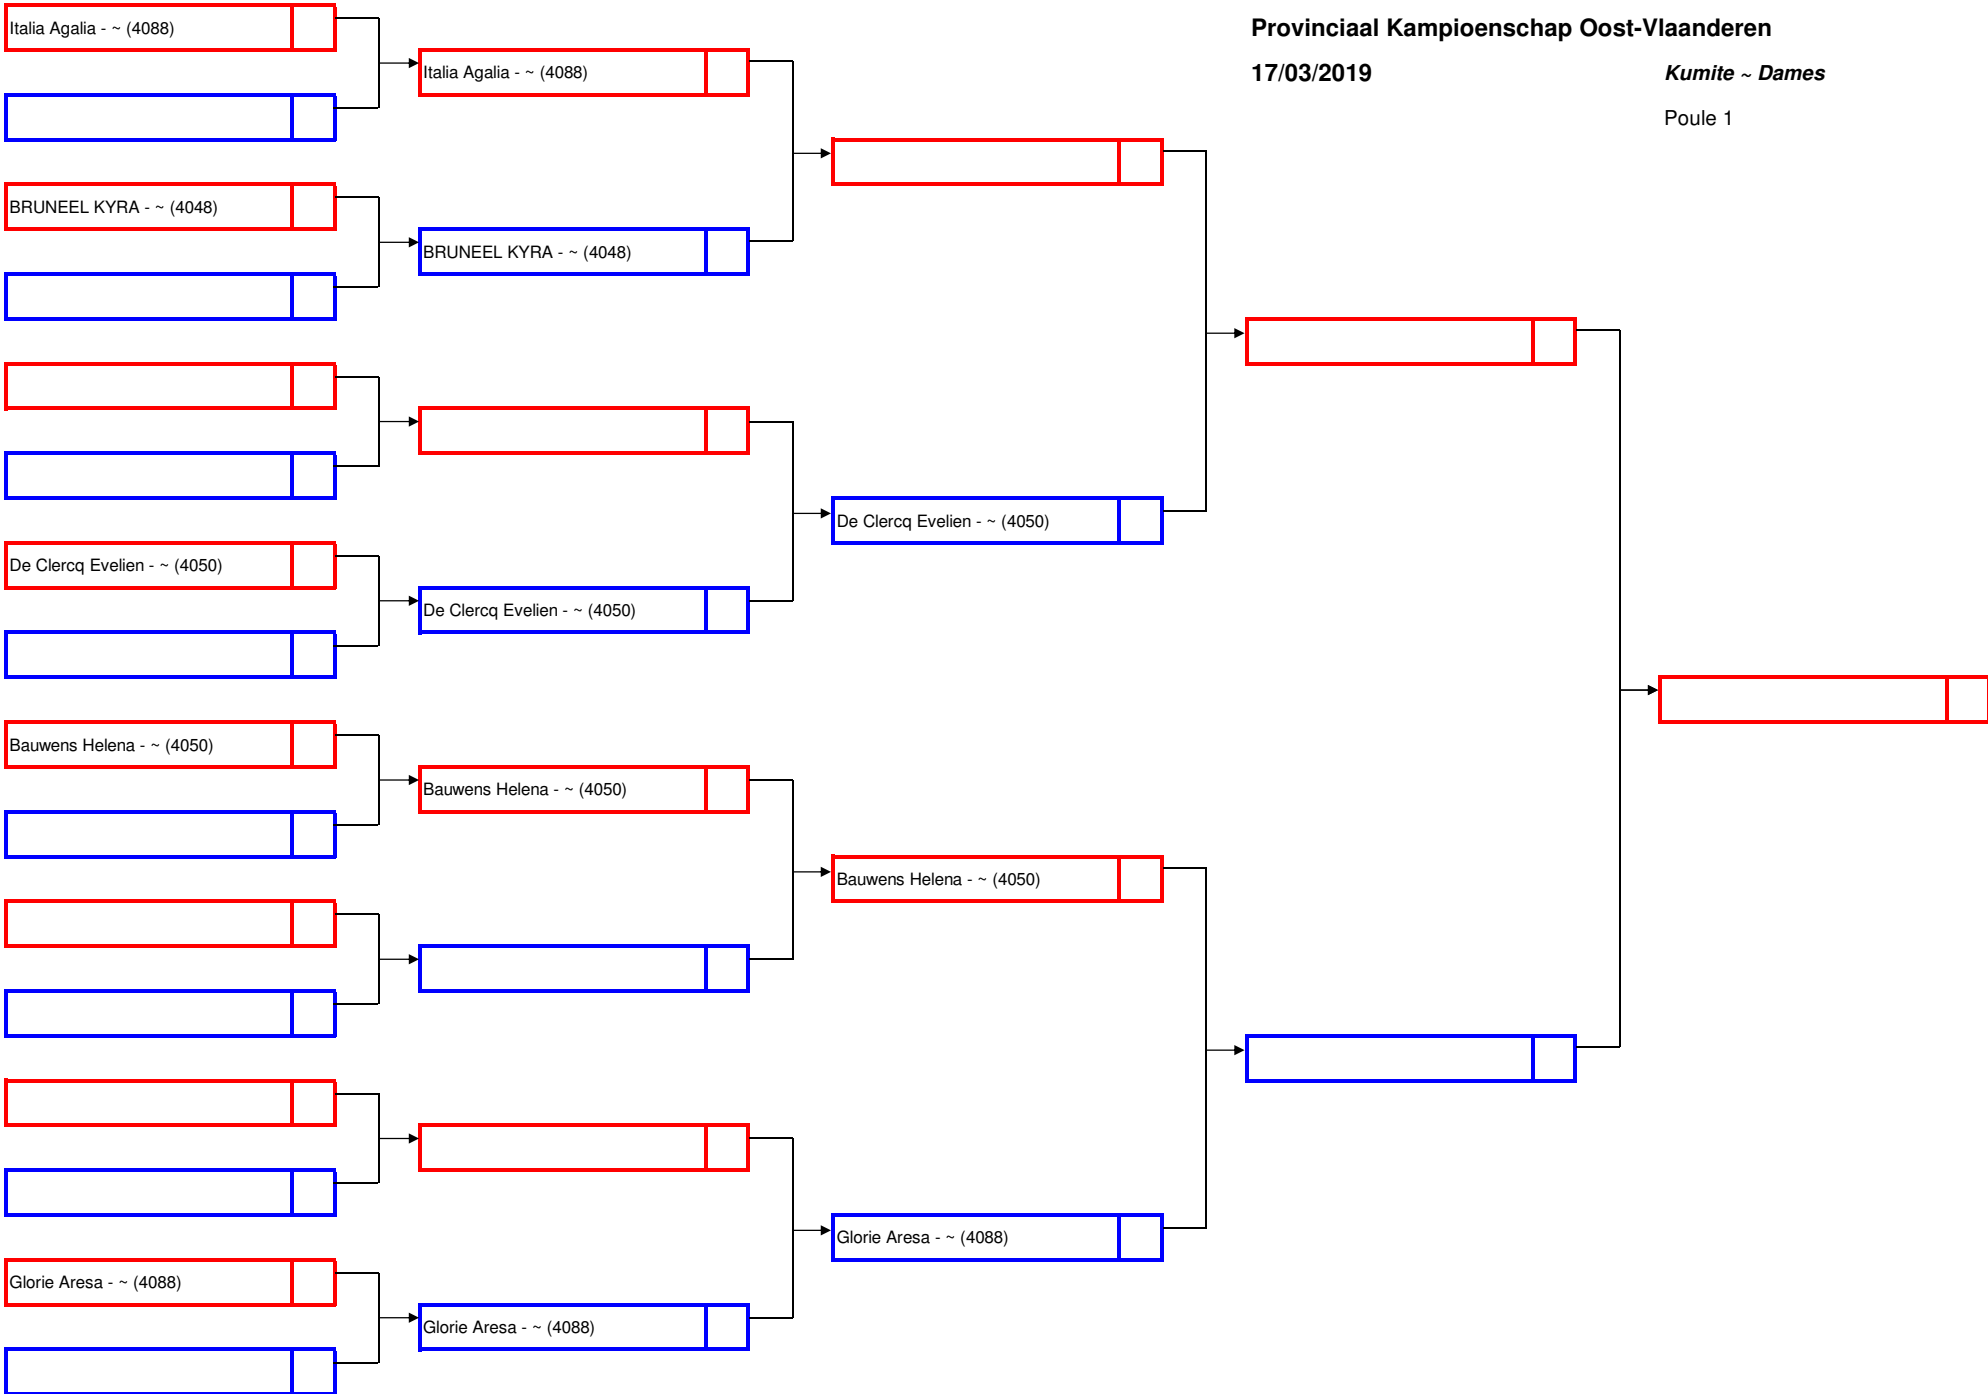 Provinciaal Kampioenschap Oost-Vlaanderen
17/03/2019
Kumite ~ Dames
Poule 1
Italia Agalia - ~ (4088)
Italia Agalia - ~ (4088)
BRUNEEL KYRA - ~ (4048)
BRUNEEL KYRA - ~ (4048)
De Clercq Evelien - ~ (4050)
De Clercq Evelien - ~ (4050)
De Clercq Evelien - ~ (4050)
Bauwens Helena - ~ (4050)
Bauwens Helena - ~ (4050)
Bauwens Helena - ~ (4050)
Glorie Aresa - ~ (4088)
Glorie Aresa - ~ (4088)
Glorie Aresa - ~ (4088)